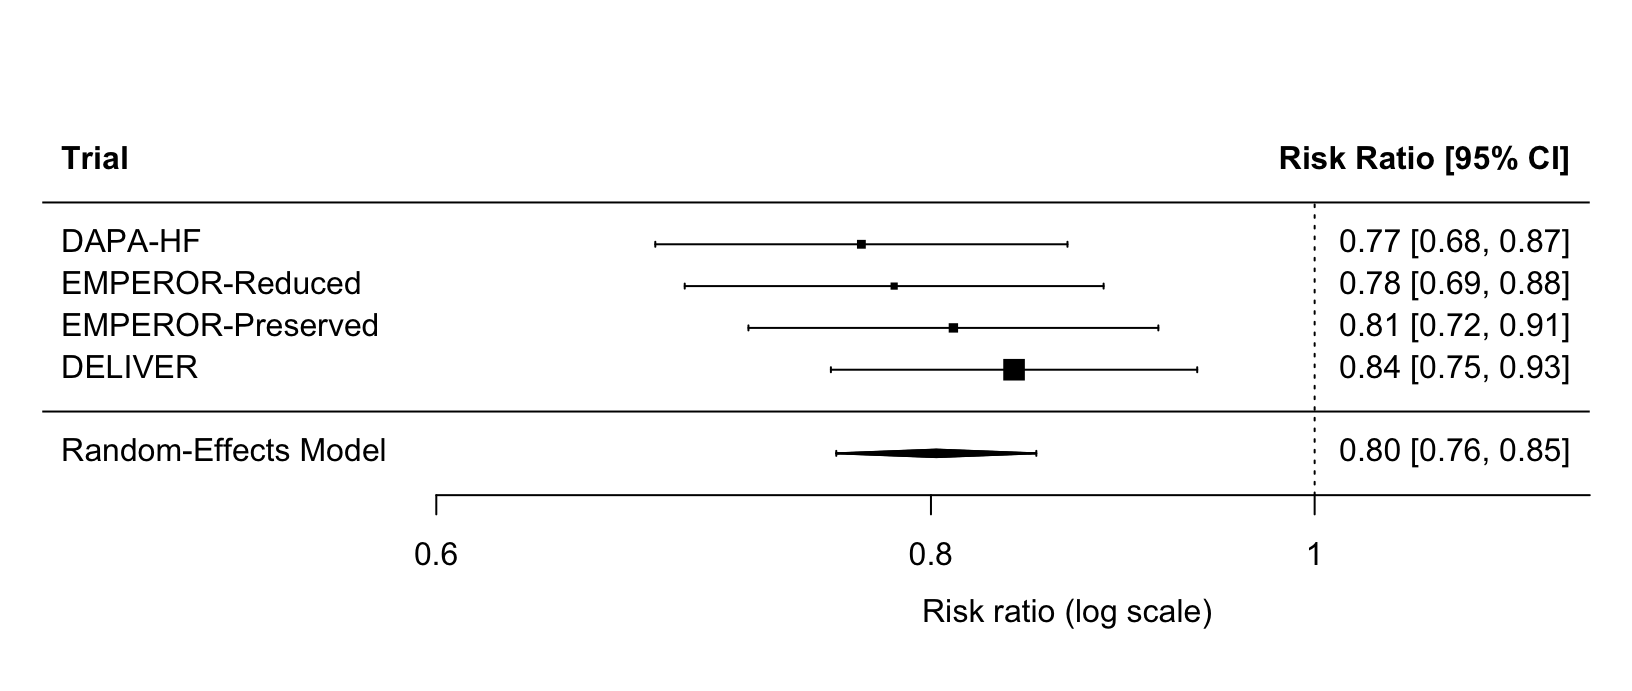 Trial Risk Ratio [95% CI]
DAPA-HF 0.77 [0.68, 0.87]
EMPEROR-Reduced 0.78 [0.69, 0.88]
EMPEROR-Preserved 0.81 [0.72, 0.91]
DELIVER 0.84 [0.75, 0.93]
Random-Effects Model 0.80 [0.76, 0.85]
0.6 0.8 1
Risk ratio (log scale)